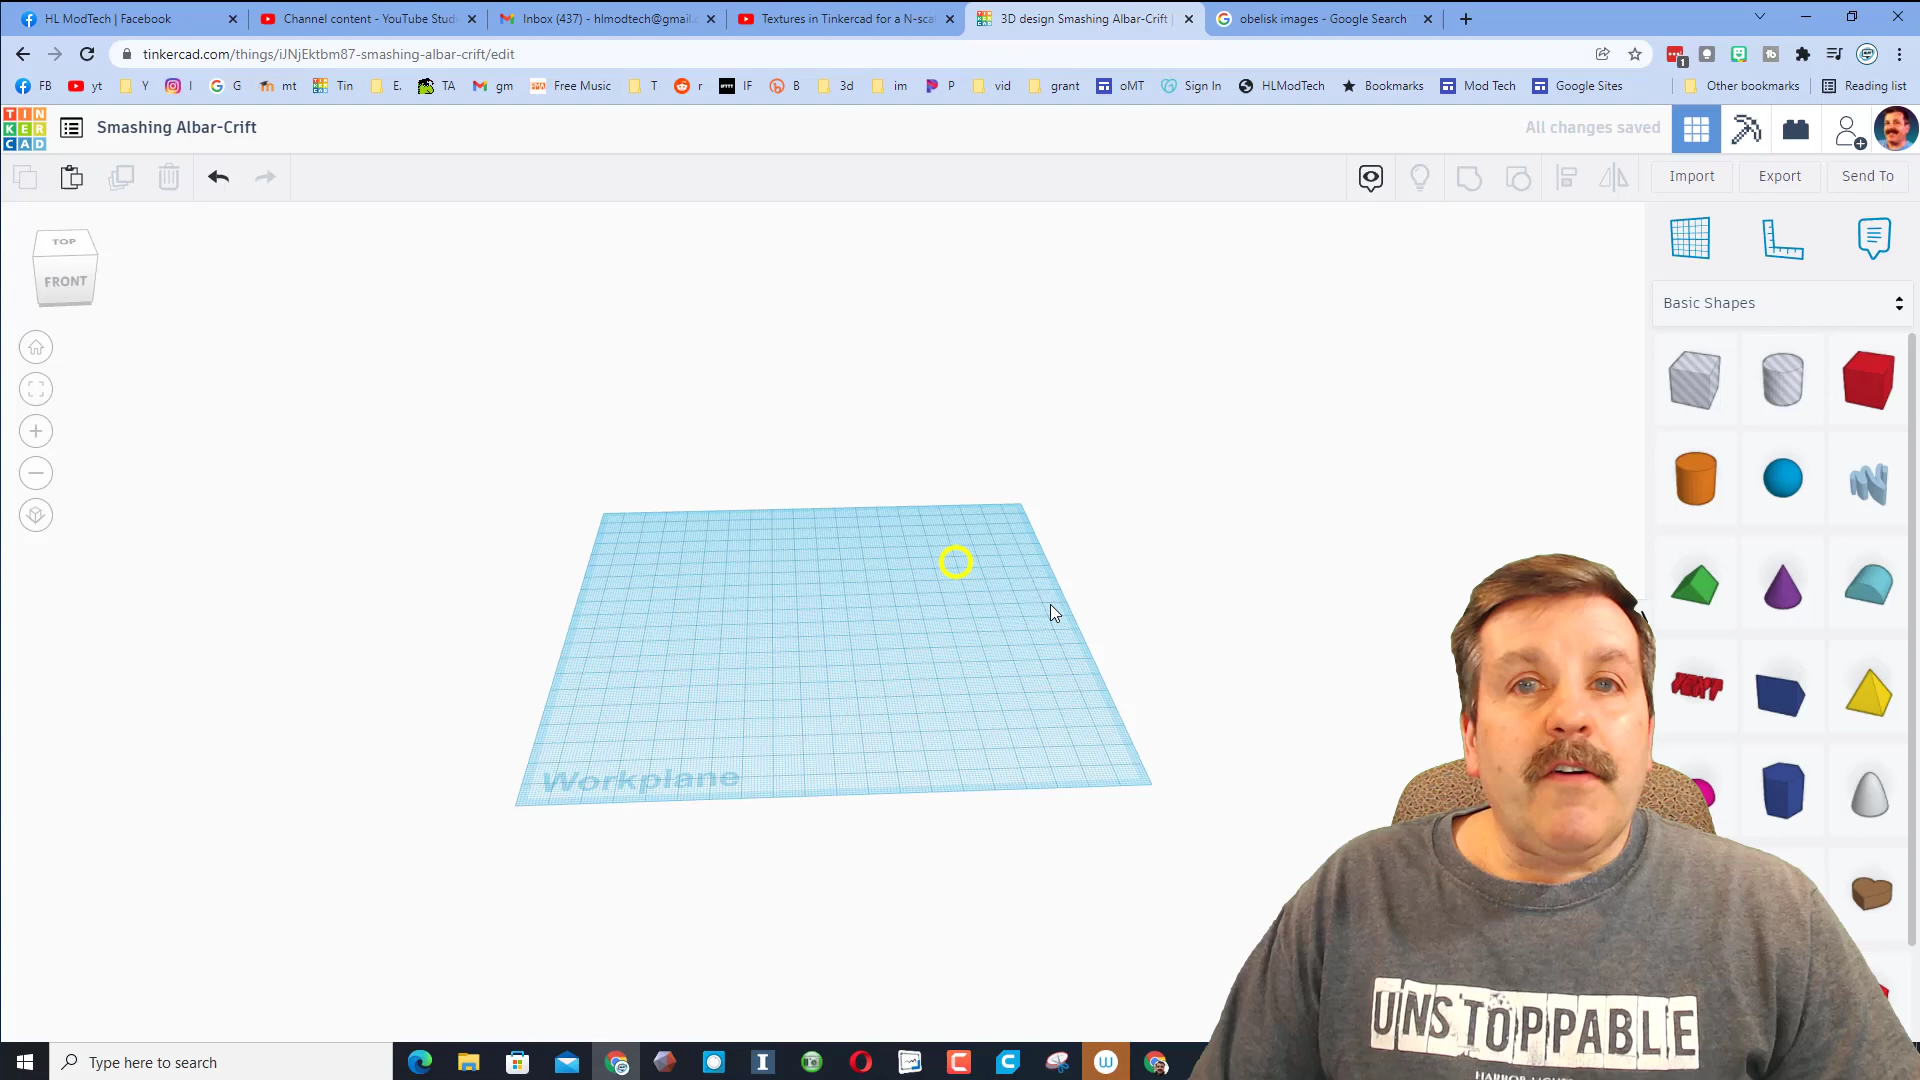 HL ModTech | Facebook
Channel content - YouTube Stud
Inbox (437) - hlmodtech@gmail.
Textures in Tinkercad for a N-sca
3D design Smashing Albar-Crift |
obelisk images - Google Search
tinkercad.com/things/iJNjEktbm87-smashing-albar-crift/edit
FB yt Y I G mt Tin E. TA gm Free Music T r IF B 3d im P vid grant oMT Sign In HLModTech Bookmarks Mod Tech Google Sites Other bookmarks Reading list
TIN
KER
CAD
Smashing Albar-Crift
All changes saved
Import Export Send To
TOP
FRONT
Basic Shapes
TEXT
Workplane
UNSTOPPABLE
Type here to search